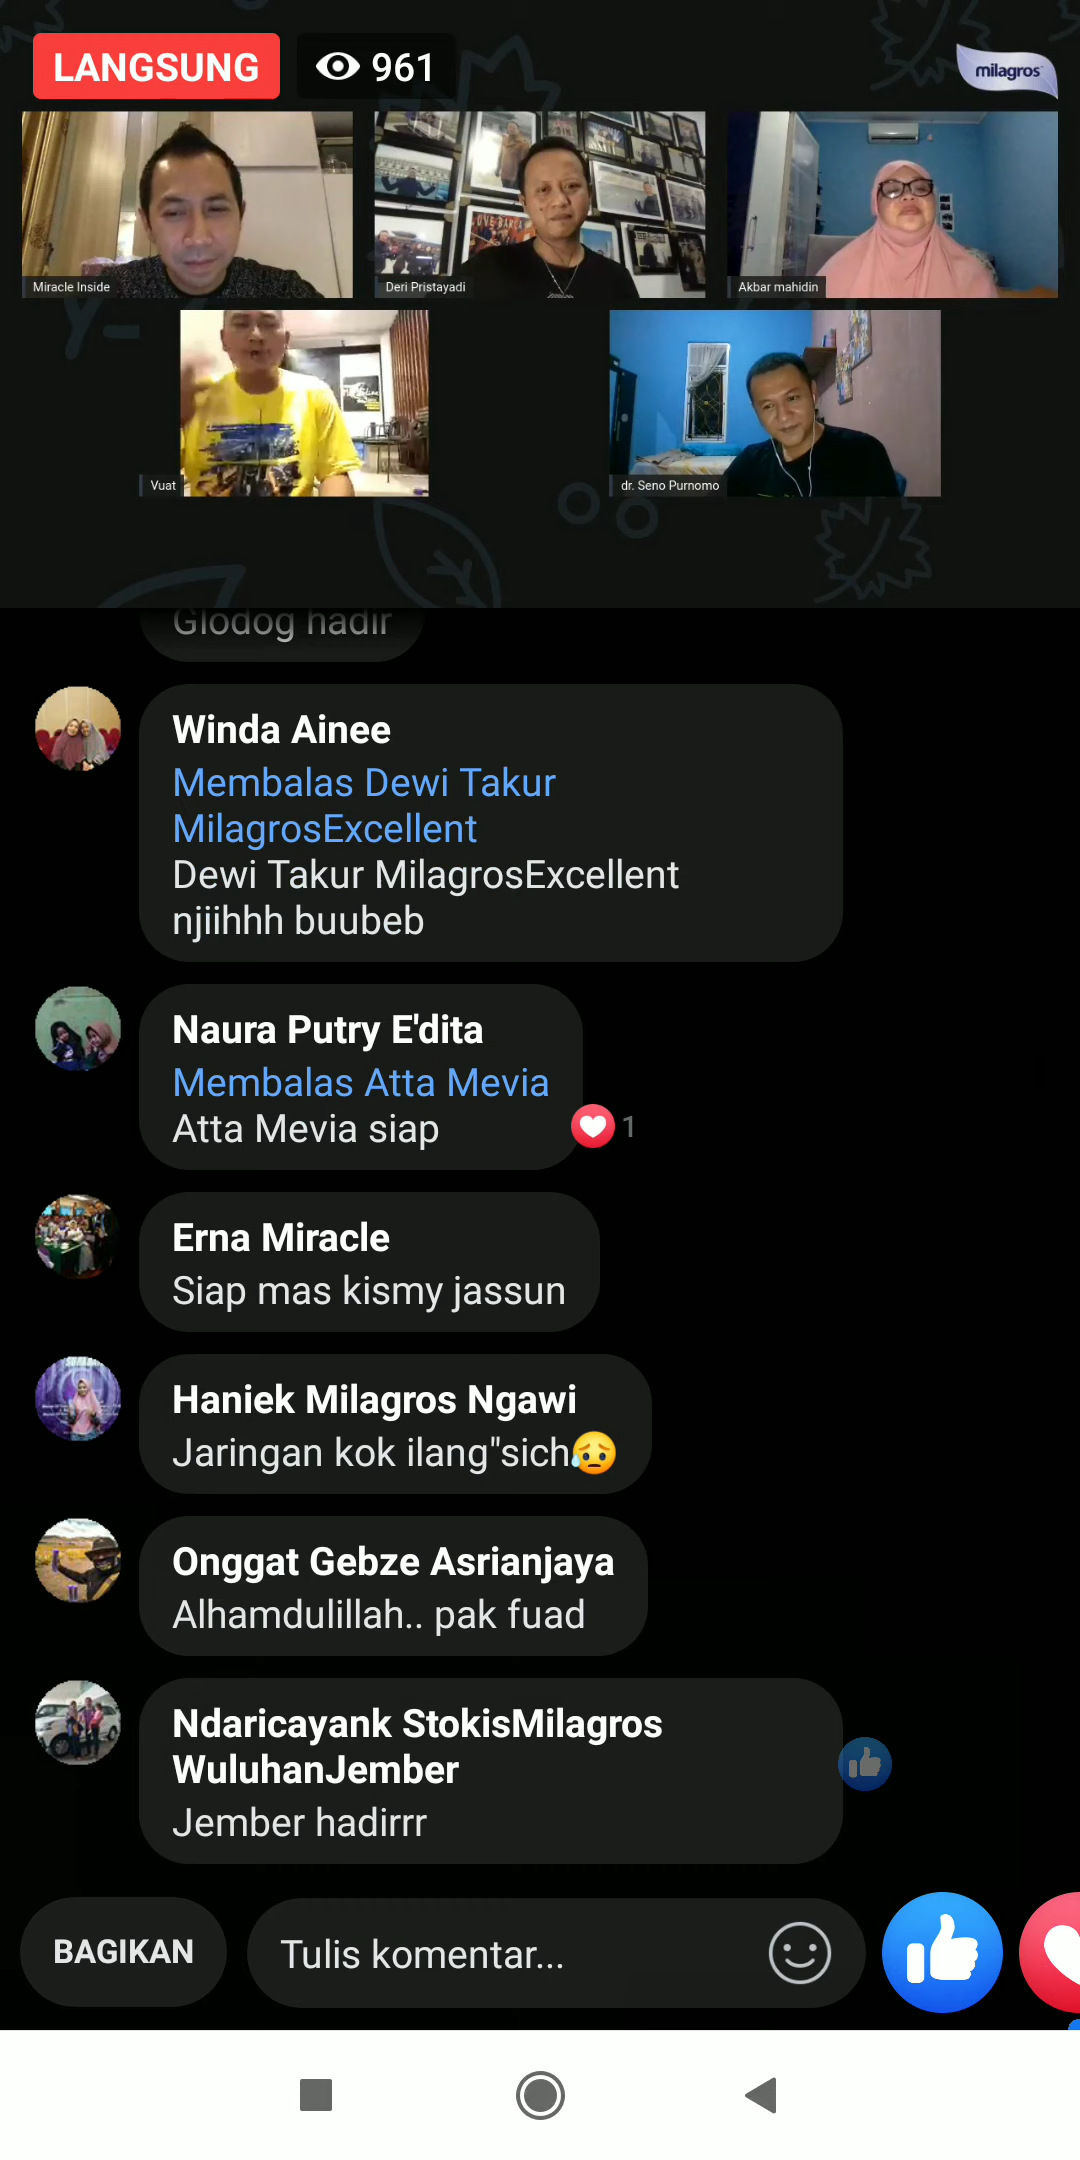 LANGSUNG
961
milagros
Miracle Inside
Deri Pristayadi
Akbar mahidin
Vuat
dr. Seno Purnomo
Glodog hadir
Winda Ainee
Membalas Dewi Takur
MilagrosExcellent
Dewi Takur MilagrosExcellent
njiihhh buubeb
Naura Putry E'dita
Membalas Atta Mevia
Atta Mevia siap
1
Erna Miracle
Siap mas kismy jassun
Haniek Milagros Ngawi
Jaringan kok ilang"sich😥
Onggat Gebze Asrianjaya
Alhamdulillah.. pak fuad
Ndaricayank StokisMilagros
WuluhanJember
Jember hadirrr
BAGIKAN
Tulis komentar...